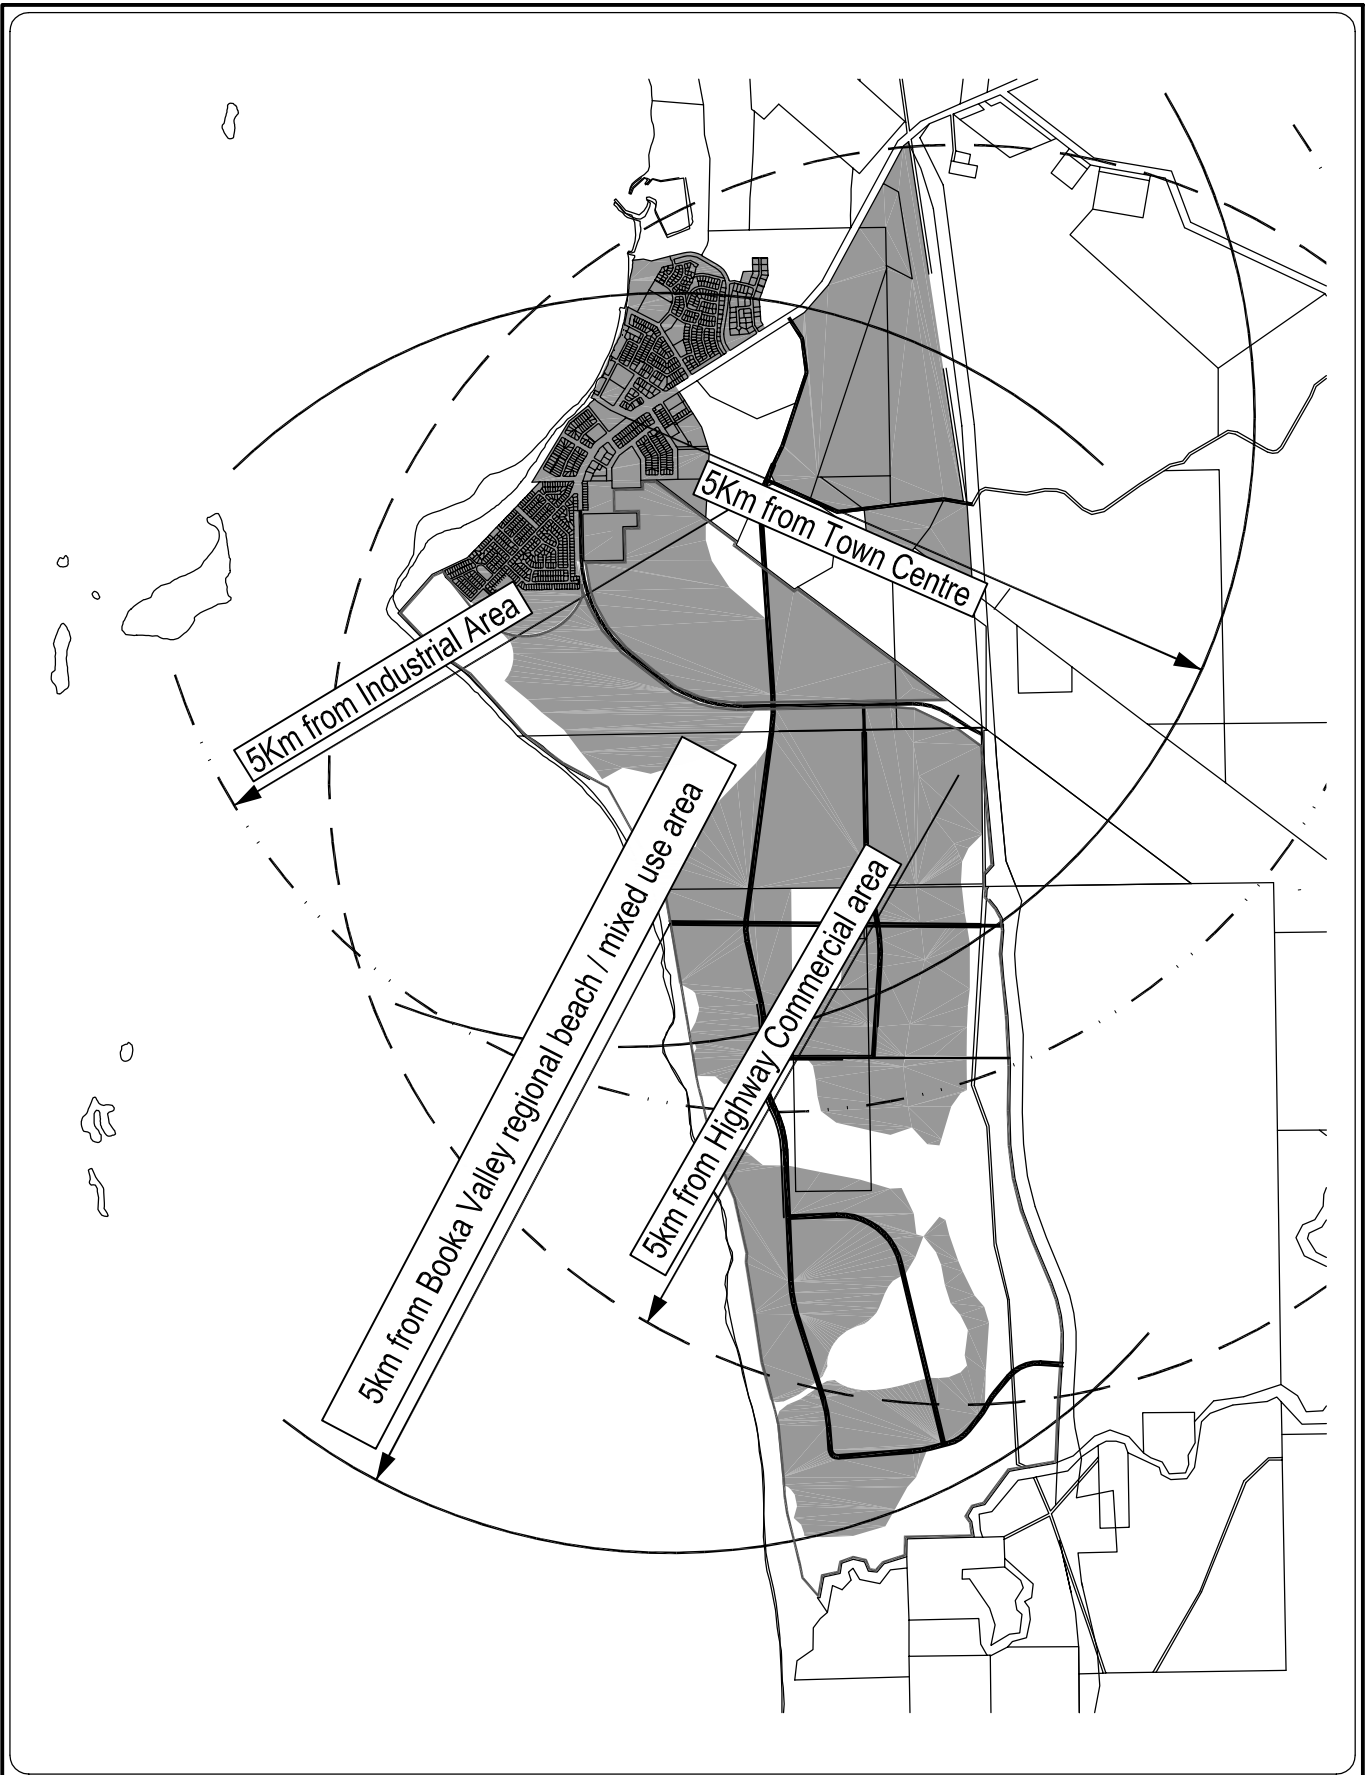 5Km from Town Centre
5Km from Industrial Area
5km from Booka Valley regional beach / mixed use area
5km from Highway Commercial area